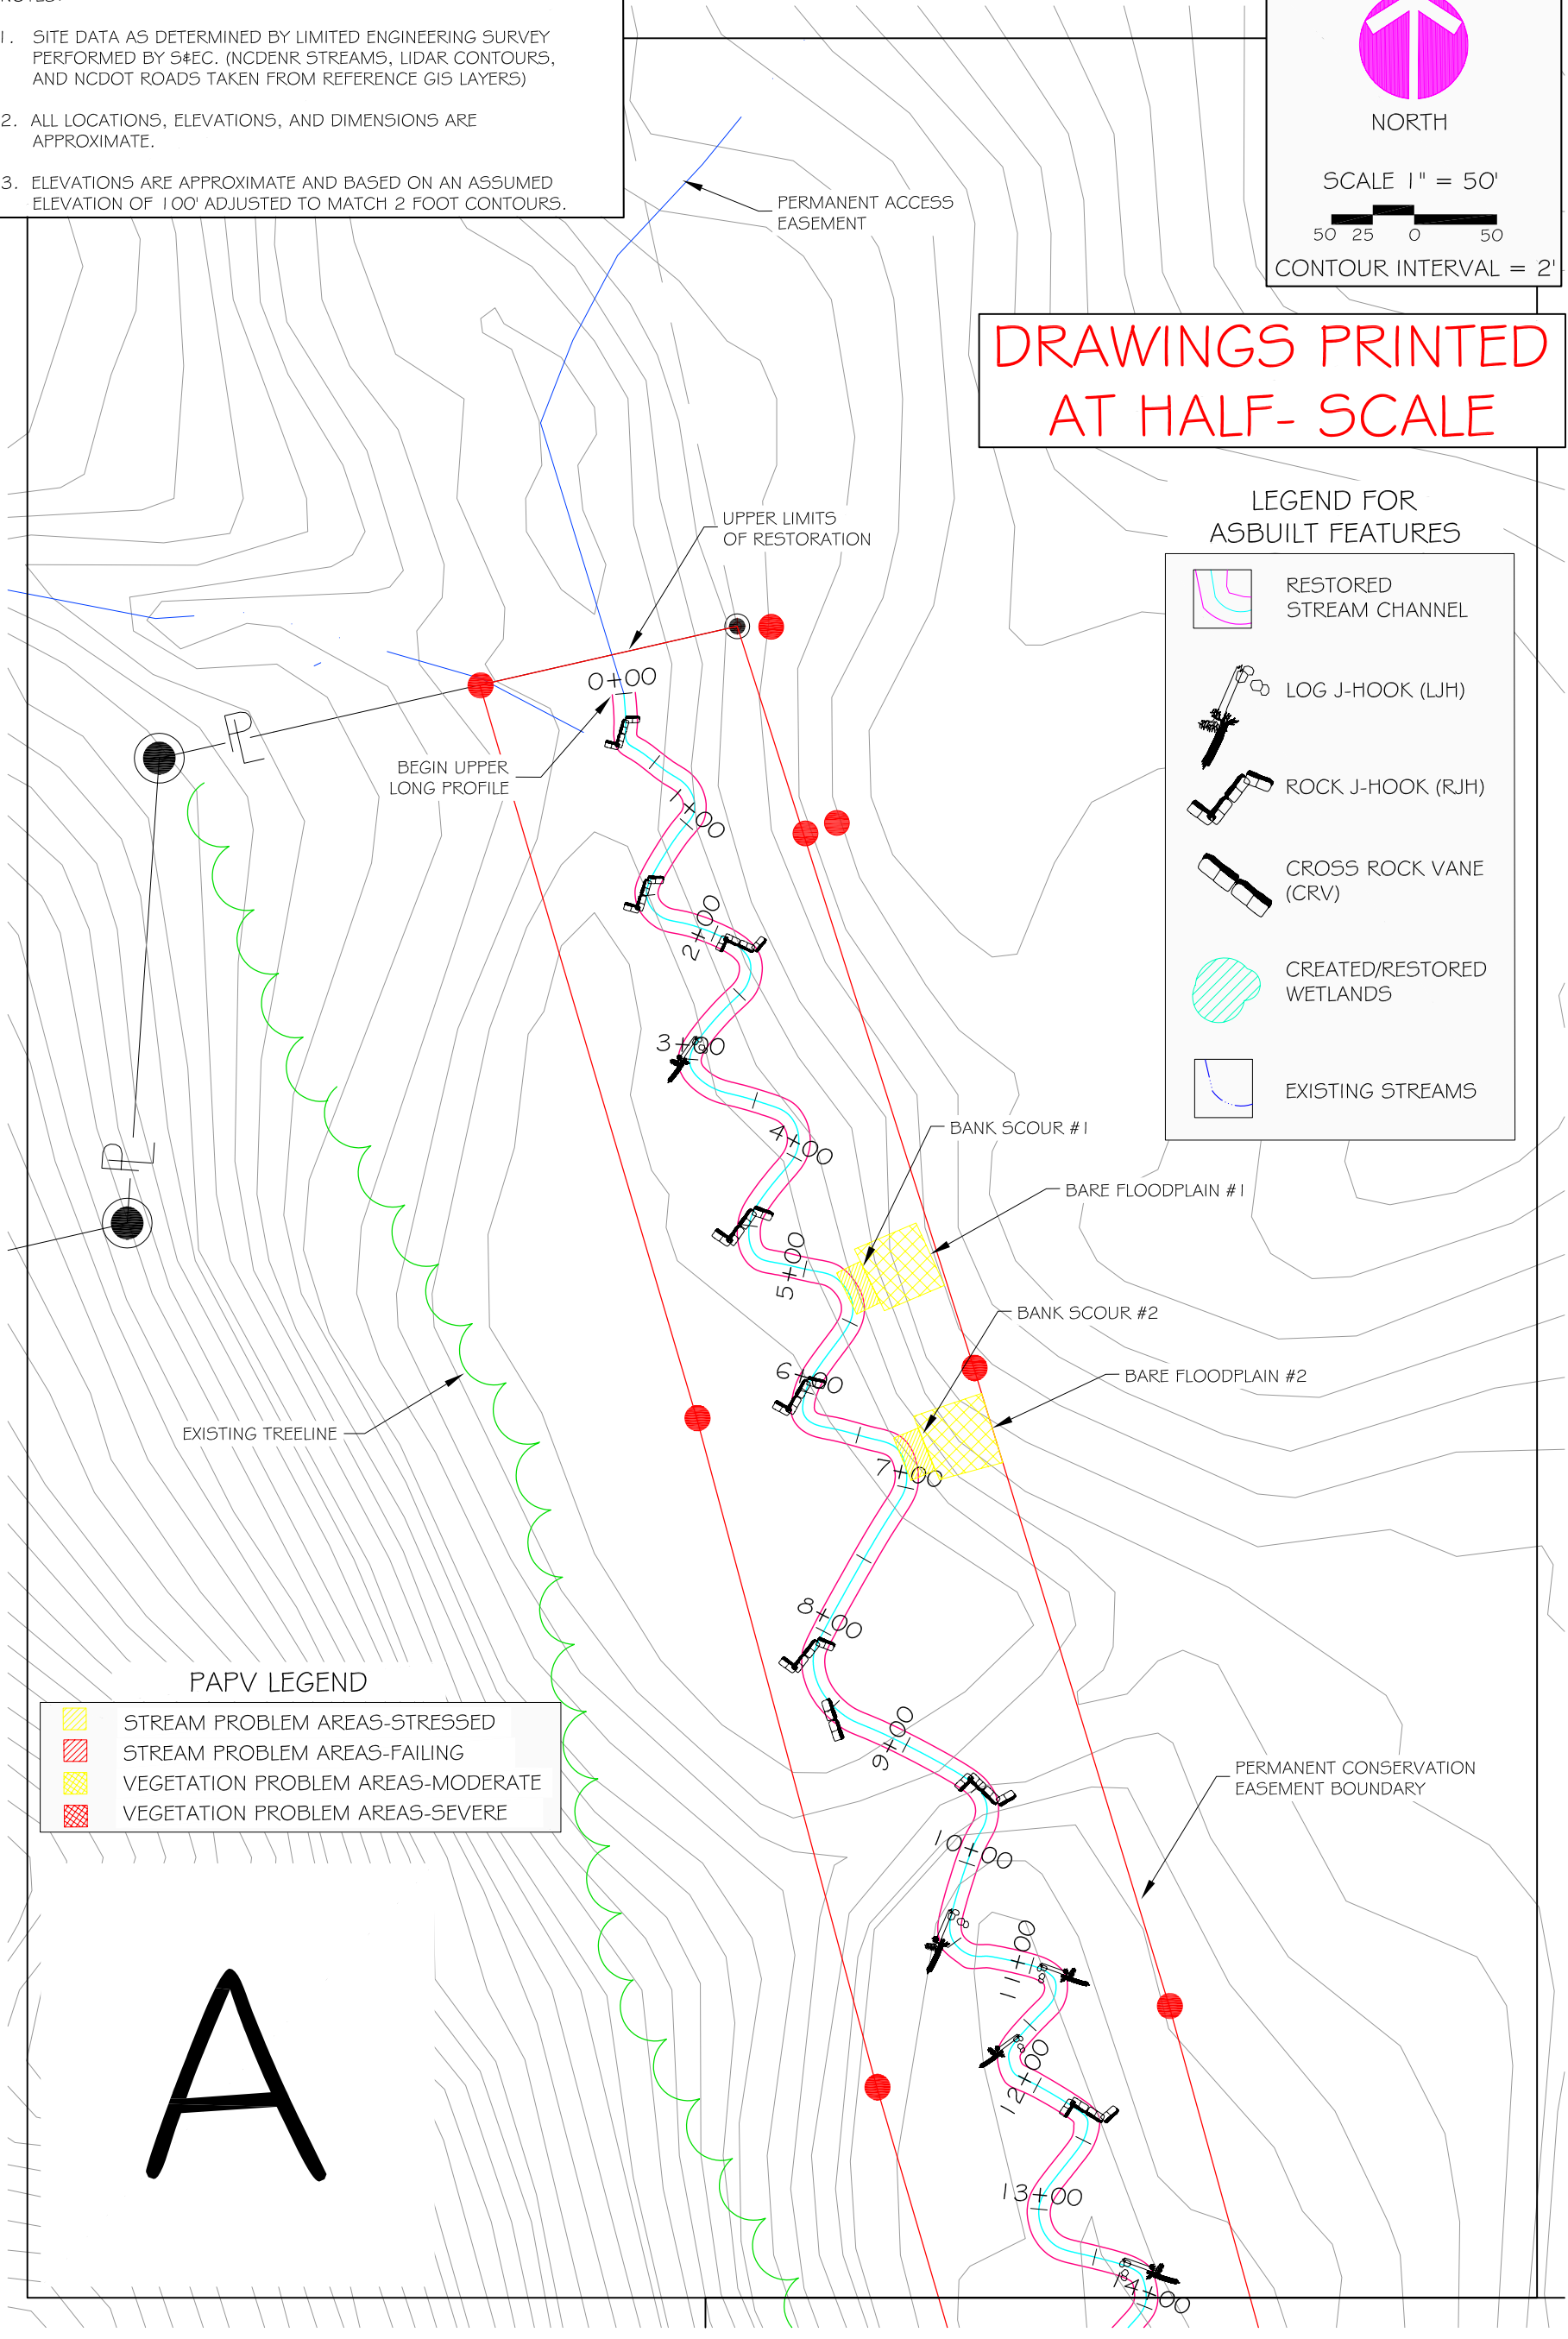 1. SITE DATA AS DETERMINED BY LIMITED ENGINEERING SURVEY
PERFORMED BY S&EC. (NCDENR STREAMS, LIDAR CONTOURS,
AND NCDOT ROADS TAKEN FROM REFERENCE GIS LAYERS)
2. ALL LOCATIONS, ELEVATIONS, AND DIMENSIONS ARE
APPROXIMATE.
3. ELEVATIONS ARE APPROXIMATE AND BASED ON AN ASSUMED
ELEVATION OF 100' ADJUSTED TO MATCH 2 FOOT CONTOURS.
NORTH
SCALE 1" = 50'
50 25 0 50
CONTOUR INTERVAL = 2'
DRAWINGS PRINTED
AT HALF- SCALE
PERMANENT ACCESS
EASEMENT
UPPER LIMITS
OF RESTORATION
LEGEND FOR
ASBUILT FEATURES
RESTORED
STREAM CHANNEL
LOG J-HOOK (LJH)
ROCK J-HOOK (RJH)
CROSS ROCK VANE
(CRV)
CREATED/RESTORED
WETLANDS
EXISTING STREAMS
0+00
PL
BEGIN UPPER
LONG PROFILE
1+00
2+00
3+00
4+00
BANK SCOUR #1
PL
BARE FLOODPLAIN #1
5+00
BANK SCOUR #2
6+00
BARE FLOODPLAIN #2
EXISTING TREELINE
7+00
8+00
PAPV LEGEND
STREAM PROBLEM AREAS-STRESSED
STREAM PROBLEM AREAS-FAILING
VEGETATION PROBLEM AREAS-MODERATE
VEGETATION PROBLEM AREAS-SEVERE
9+00
PERMANENT CONSERVATION
EASEMENT BOUNDARY
10+00
11+00
A
12+00
13+00
14+00